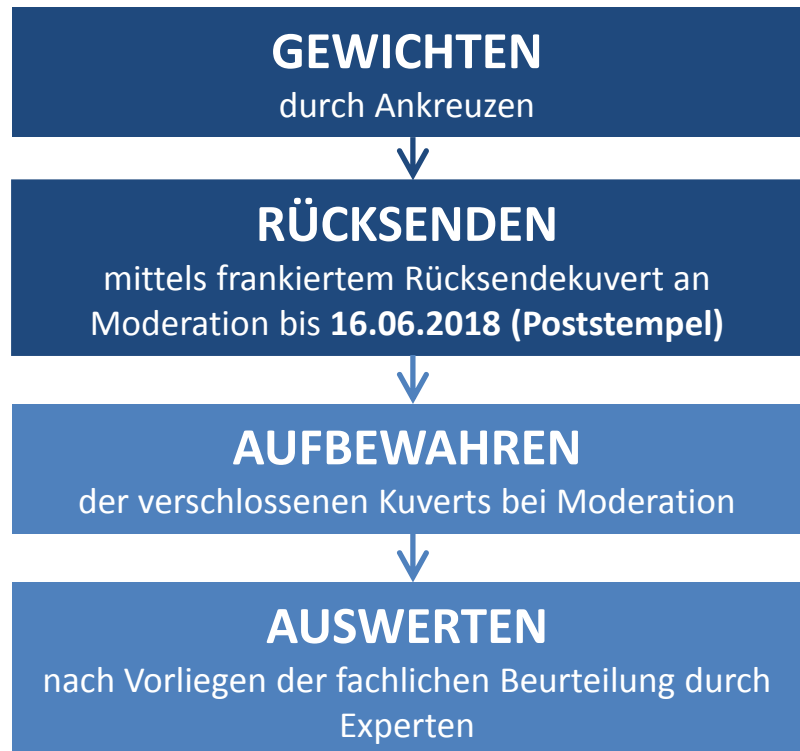 GEWICHTEN
durch Ankreuzen
RÜCKSENDEN
mittels frankiertem Rücksendekuvert an
Moderation bis 16.06.2018 (Poststempel)
AUFBEWAHREN
der verschlossenen Kuverts bei Moderation
AUSWERTEN
nach Vorliegen der fachlichen Beurteilung durch
Experten